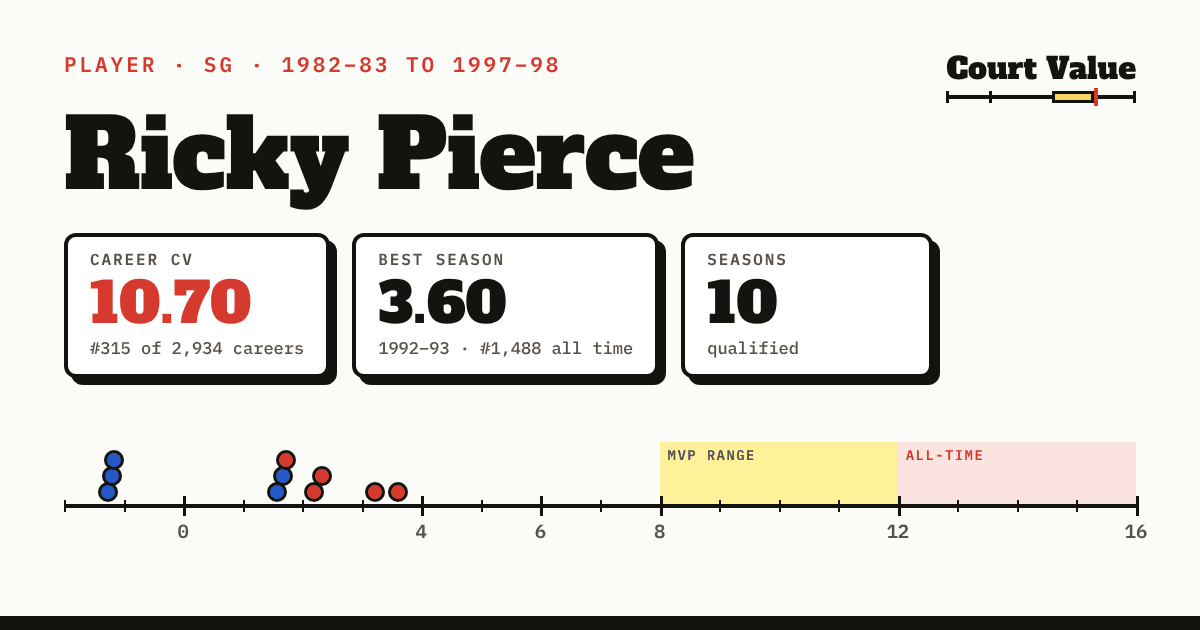 PLAYER · SG · 1982–83 TO 1997–98
Court Value
Ricky Pierce
CAREER CV
10.70
#315 of 2,934 careers
BEST SEASON
3.60
1992–93 · #1,488 all time
SEASONS
10
qualified
MVP RANGE
ALL-TIME
0 4 6 8 12 16